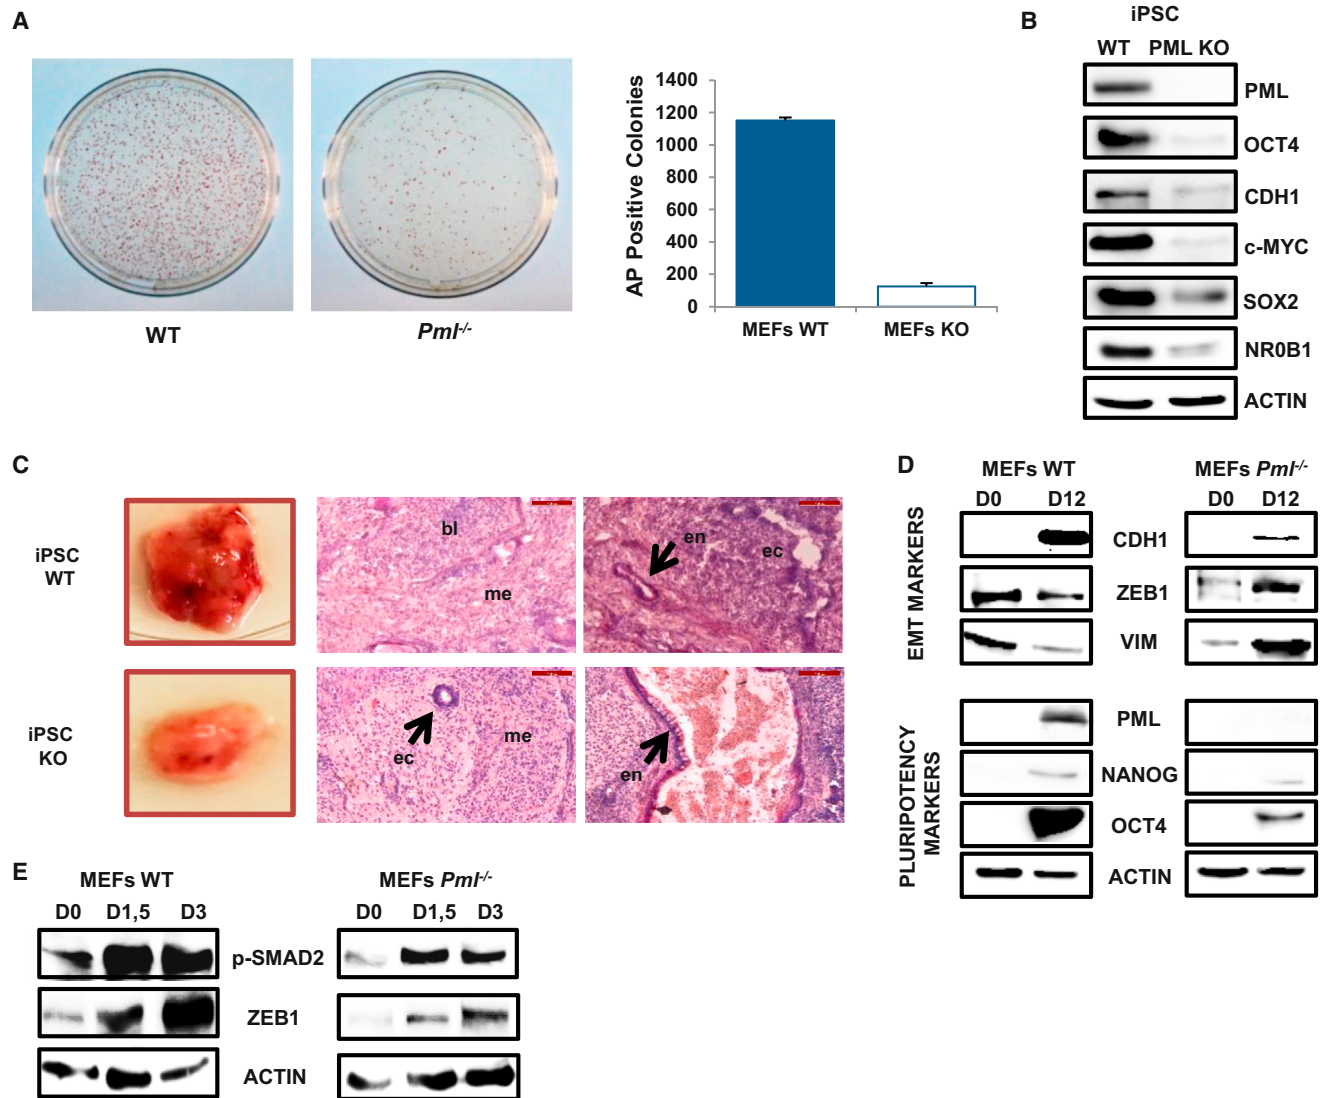 A
WT
Pml-/-
AP Positive Colonies
1400
1200
1000
800
600
400
200
0
MEFs WT
MEFs KO
B
iPSC
WT PML KO
PML
OCT4
CDH1
c-MYC
SOX2
NR0B1
ACTIN
C
iPSC
WT
bl
me
en
ec
iPSC
KO
ec
me
en
D
MEFs WT
MEFs Pml-/-
D0 D12
D0 D12
EMT MARKERS
CDH1
ZEB1
VIM
PLURIPOTENCY
MARKERS
PML
NANOG
OCT4
ACTIN
E
MEFs WT
MEFs Pml-/-
D0 D1,5 D3
D0 D1,5 D3
p-SMAD2
ZEB1
ACTIN